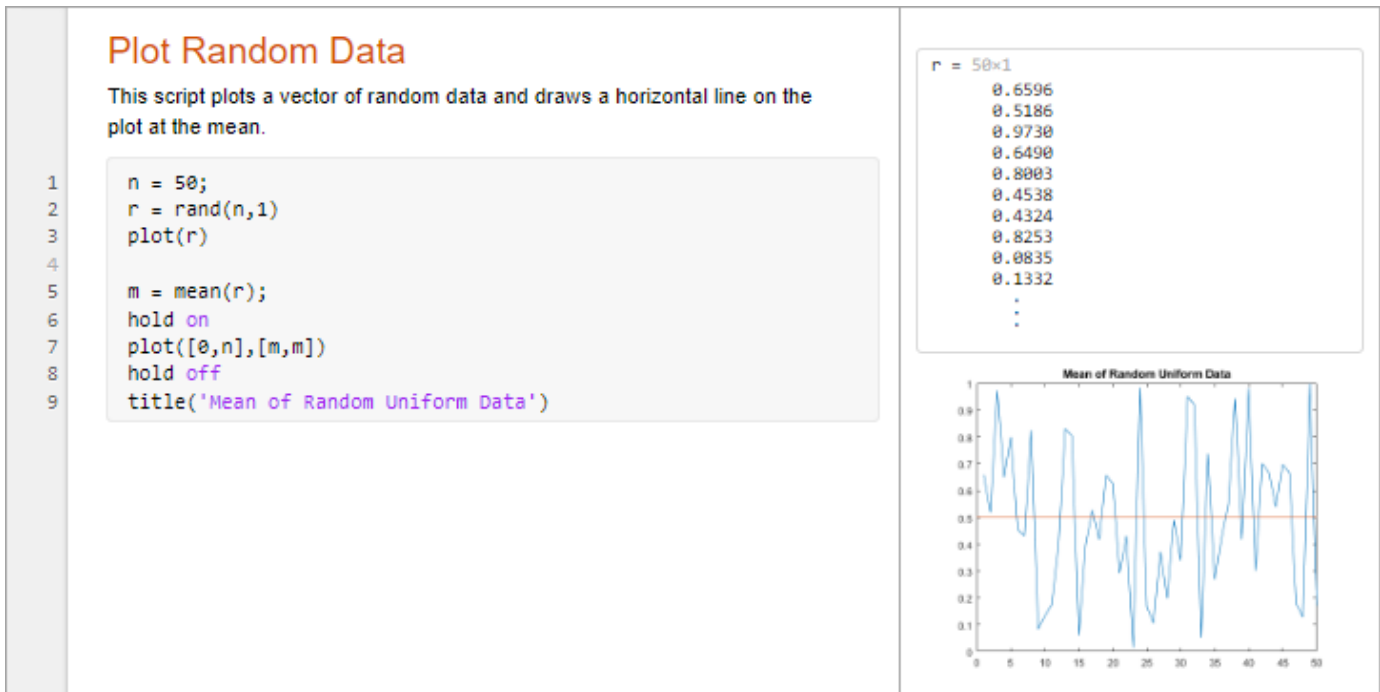 Plot Random Data
This script plots a vector of random data and draws a horizontal line on the
plot at the mean.
1 n = 50;
2 r = rand(n,1)
3 plot(r)
4
5 m = mean(r);
6 hold on
7 plot([0,n],[m,m])
8 hold off
9 title('Mean of Random Uniform Data')
r = 50×1
0.6596
0.5186
0.9730
0.6490
0.8003
0.4538
0.4324
0.8253
0.0835
0.1332
⋮
Mean of Random Uniform Data
1
0.9
0.8
0.7
0.6
0.5
0.4
0.3
0.2
0.1
0
0 5 10 15 20 25 30 35 40 45 50